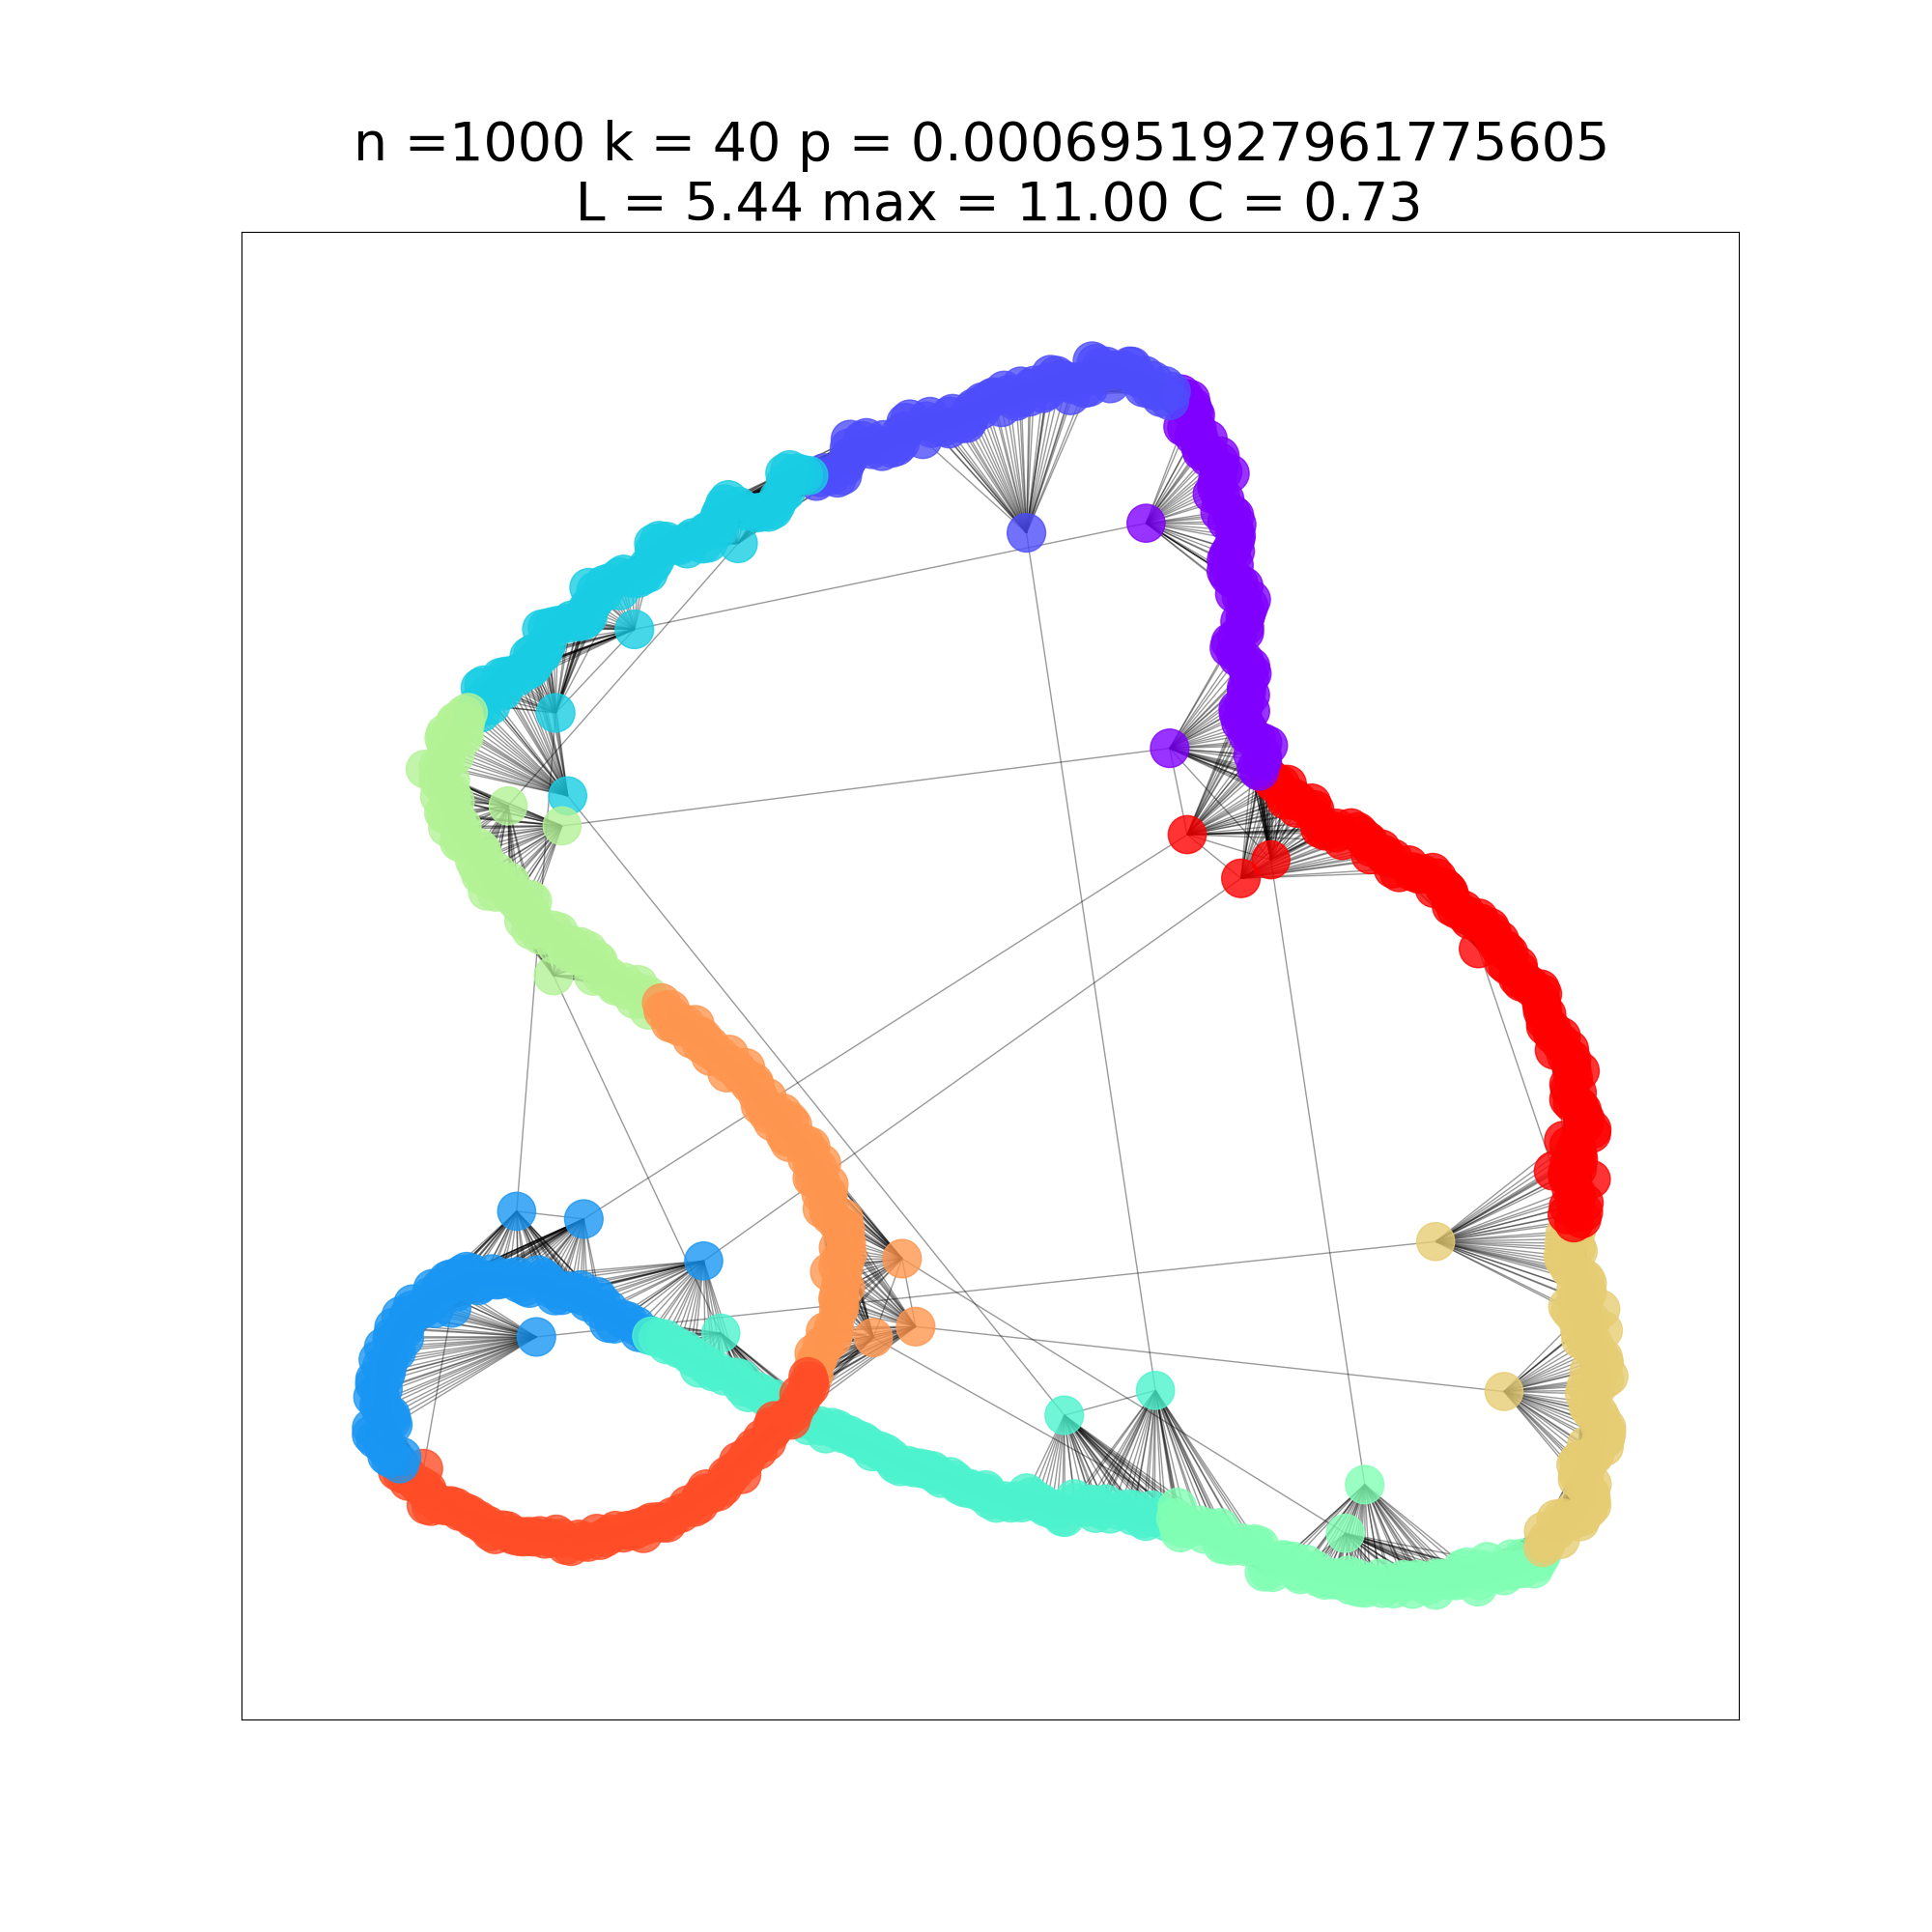 n =1000 k = 40 p = 0.0006951927961775605
L = 5.44 max = 11.00 C = 0.73